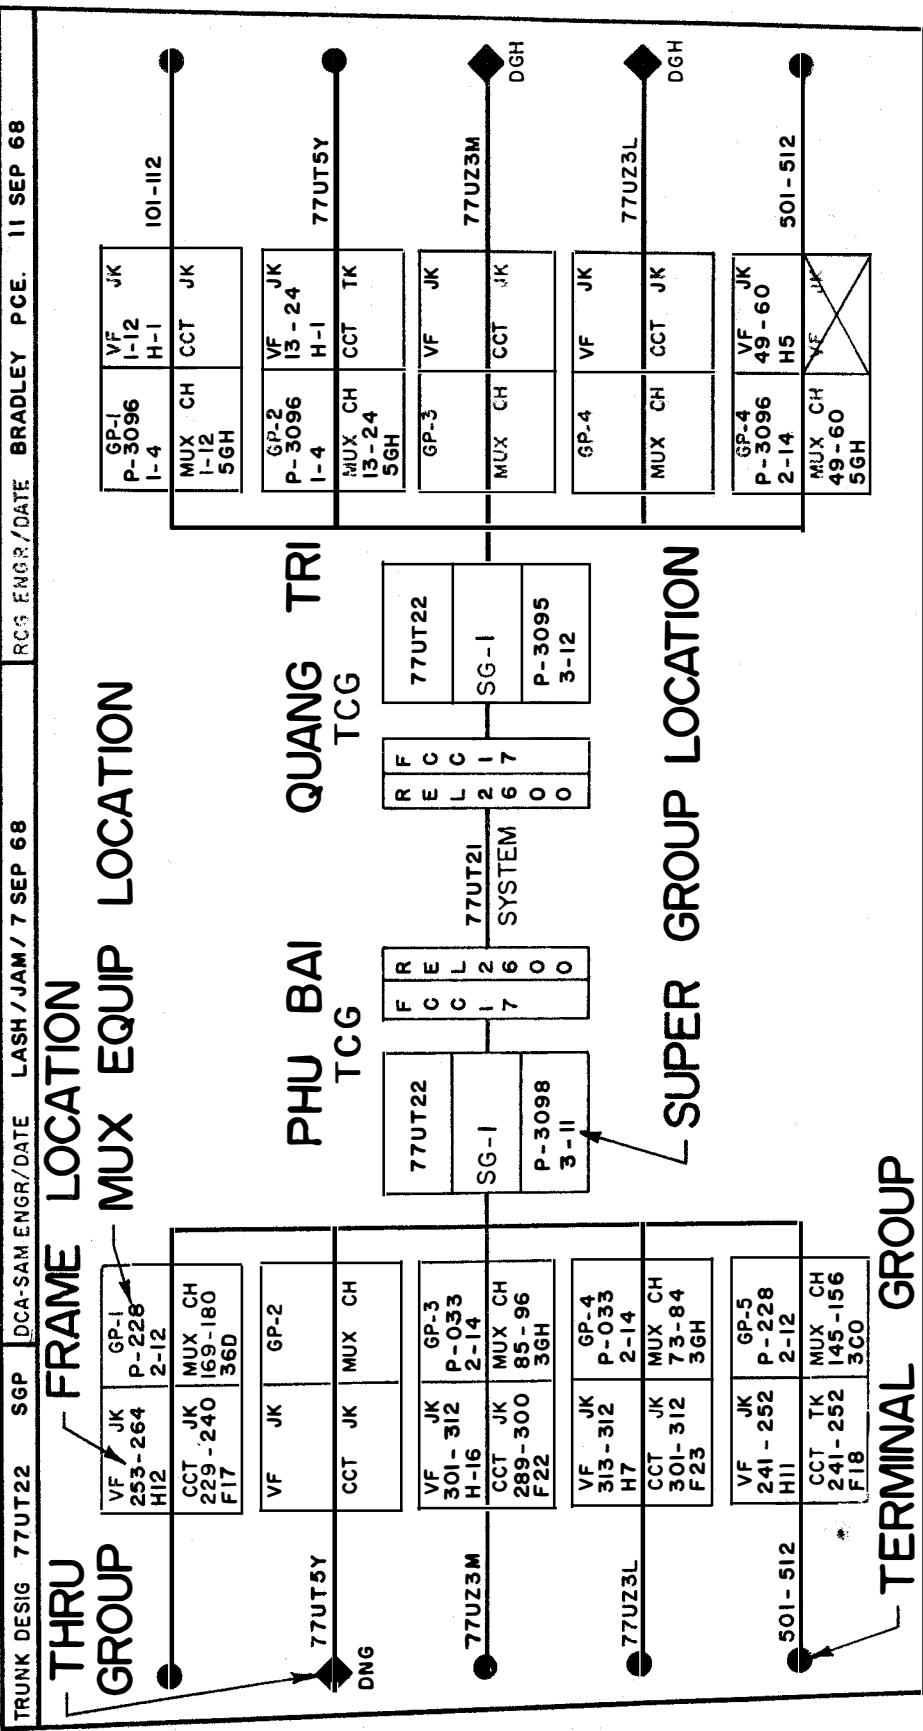 TRUNK DESIG 77UT22 SGP
DCA-SAM ENGR/DATE LASH/JAM/7 SEP 68
RCG ENGR/DATE BRADLEY PCE. 11 SEP 68
THRU
GROUP
FRAME LOCATION
MUX EQUIP LOCATION
VF JK
253-264
H12
GP-1
P-228
2-12
CCT JK
229-240
F17
MUX CH
169-180
36D
77UT5Y
DNG
VF JK
GP-2
CCT JK
MUX CH
77UZ3M
VF JK
301-312
H-16
GP-3
P-033
2-14
CCT JK
289-300
F22
MUX CH
85-96
3GH
77UZ3L
VF JK
313-312
H7
GP-4
P-033
2-14
CCT JK
301-312
F23
MUX CH
73-84
3GH
501-512
VF JK
241-252
H11
GP-5
P-228
2-12
CCT TK
241-252
F18
MUX CH
145-156
3CO
TERMINAL GROUP
PHU BAI
TCG
77UT22
SG-1
P-3098
3-11
FCC17
REL2600
77UT21
SYSTEM
SUPER GROUP LOCATION
QUANG TRI
TCG
REL2600
FCC17
77UT22
SG-1
P-3095
3-12
GP-1
P-3096
1-4
VF JK
1-12
H-1
MUX CH
1-12
5GH
CCT JK
101-112
GP-2
P-3096
1-4
VF JK
13-24
H-1
MUX CH
13-24
5GH
CCT TK
77UT5Y
GP-3
VF JK
MUX CH
CCT JK
77UZ3M
DGH
GP-4
VF JK
MUX CH
CCT JK
77UZ3L
DGH
GP-4
P-3096
2-14
VF JK
49-60
H5
MUX CH
49-60
5GH
VF JK
501-512